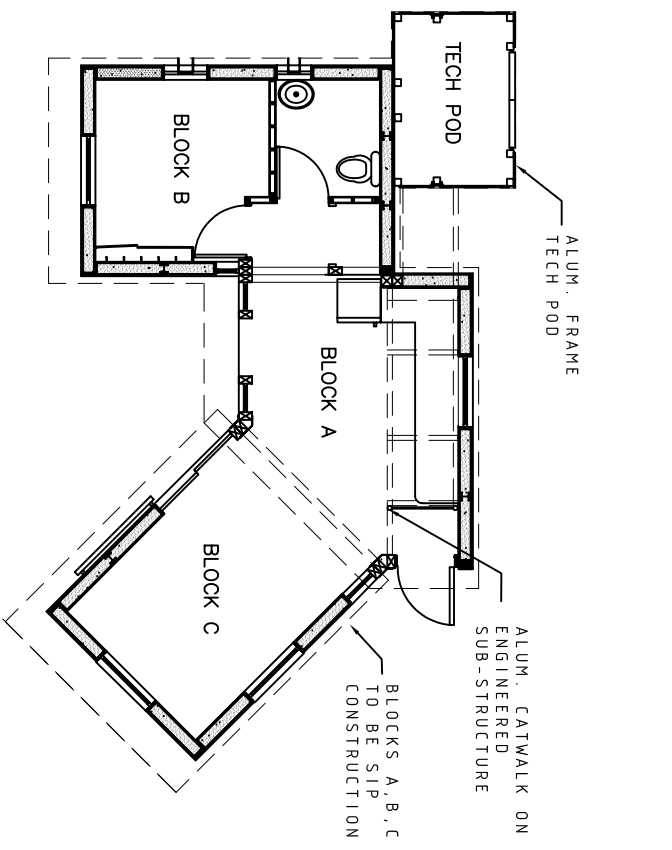 TECH POD
ALUM. FRAME
TECH POD
BLOCK B
BLOCK A
BLOCK C
ALUM. CATWALK ON
ENGINEERED
SUB-STRUCTURE
BLOCKS A,B,C
TO BE SIP
CONSTRUCTION